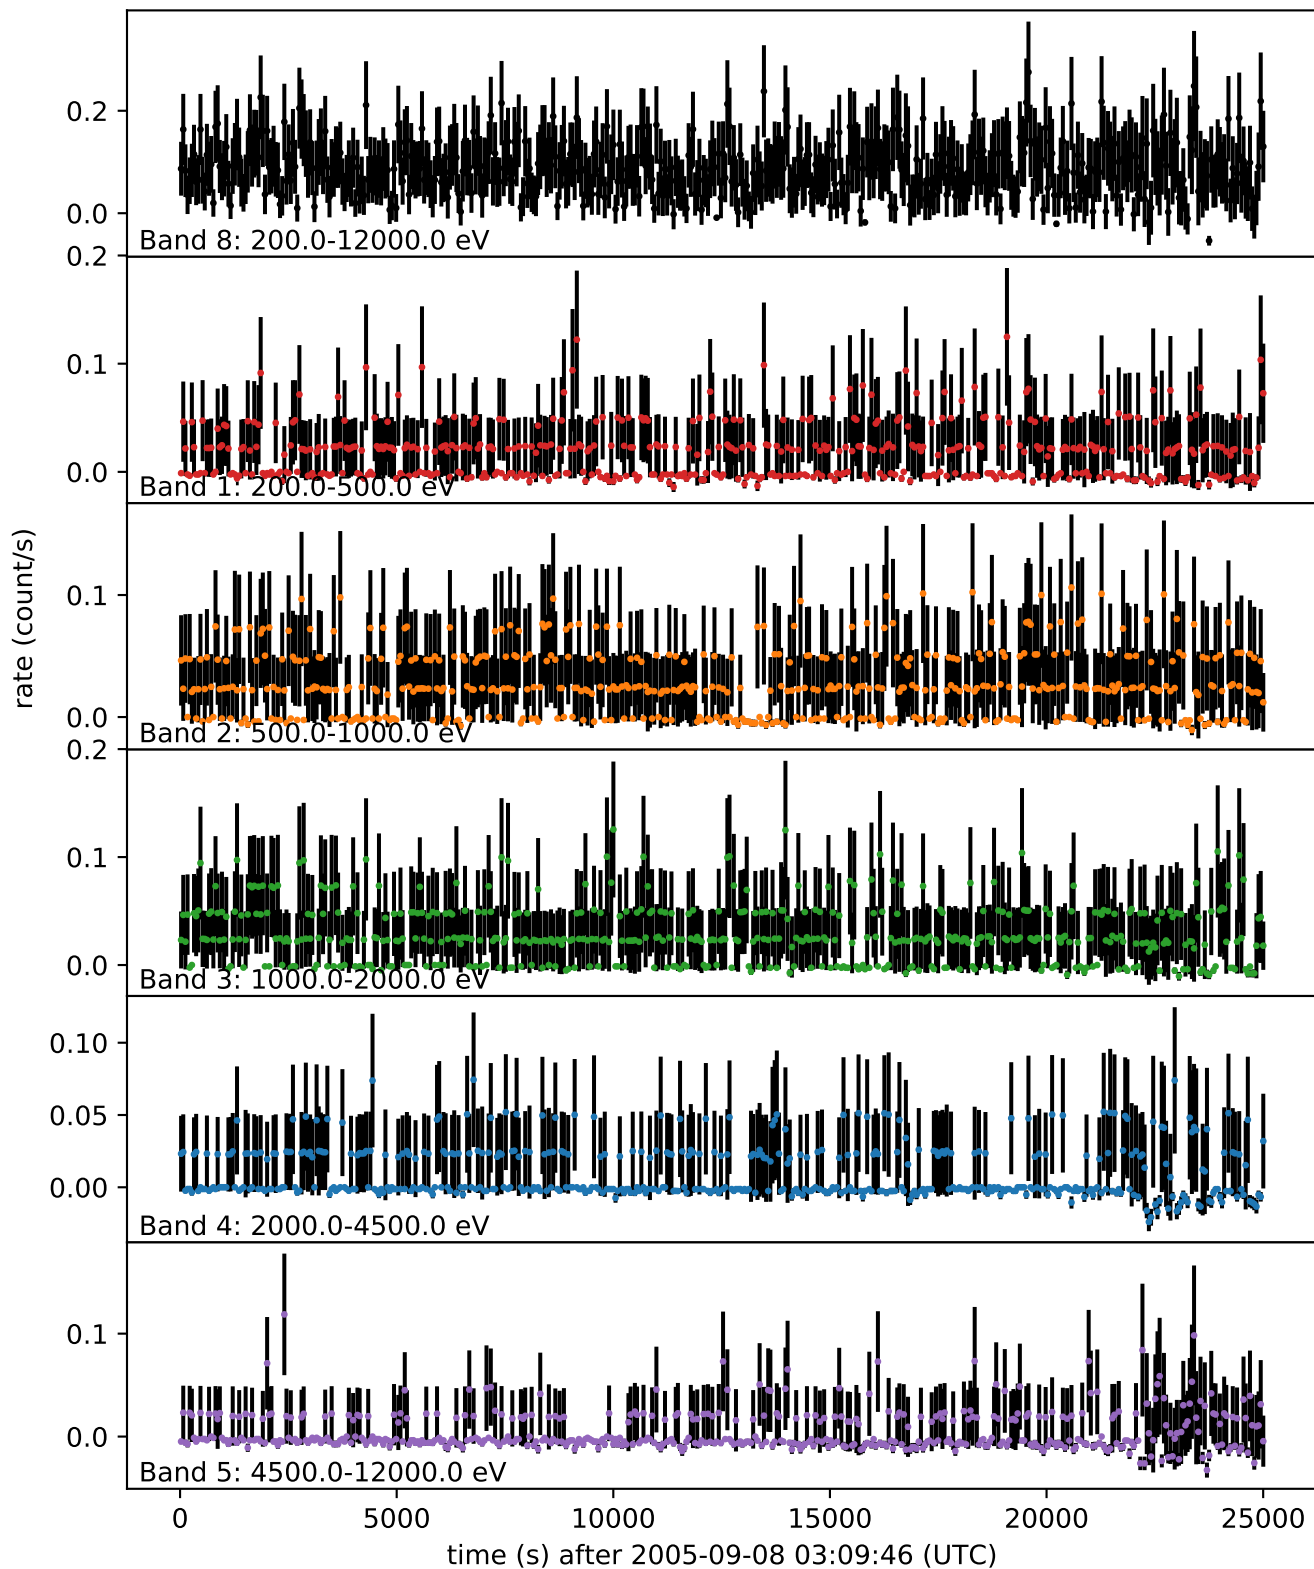 0.2
0.0
Band 8: 200.0-12000.0 eV
0.2
0.1
0.0
Band 1: 200.0-500.0 eV
0.1
0.0
Band 2: 500.0-1000.0 eV
0.2
0.1
0.0
Band 3: 1000.0-2000.0 eV
0.10
0.05
0.00
Band 4: 2000.0-4500.0 eV
0.1
0.0
Band 5: 4500.0-12000.0 eV
rate (count/s)
0 5000 10000 15000 20000 25000
time (s) after 2005-09-08 03:09:46 (UTC)